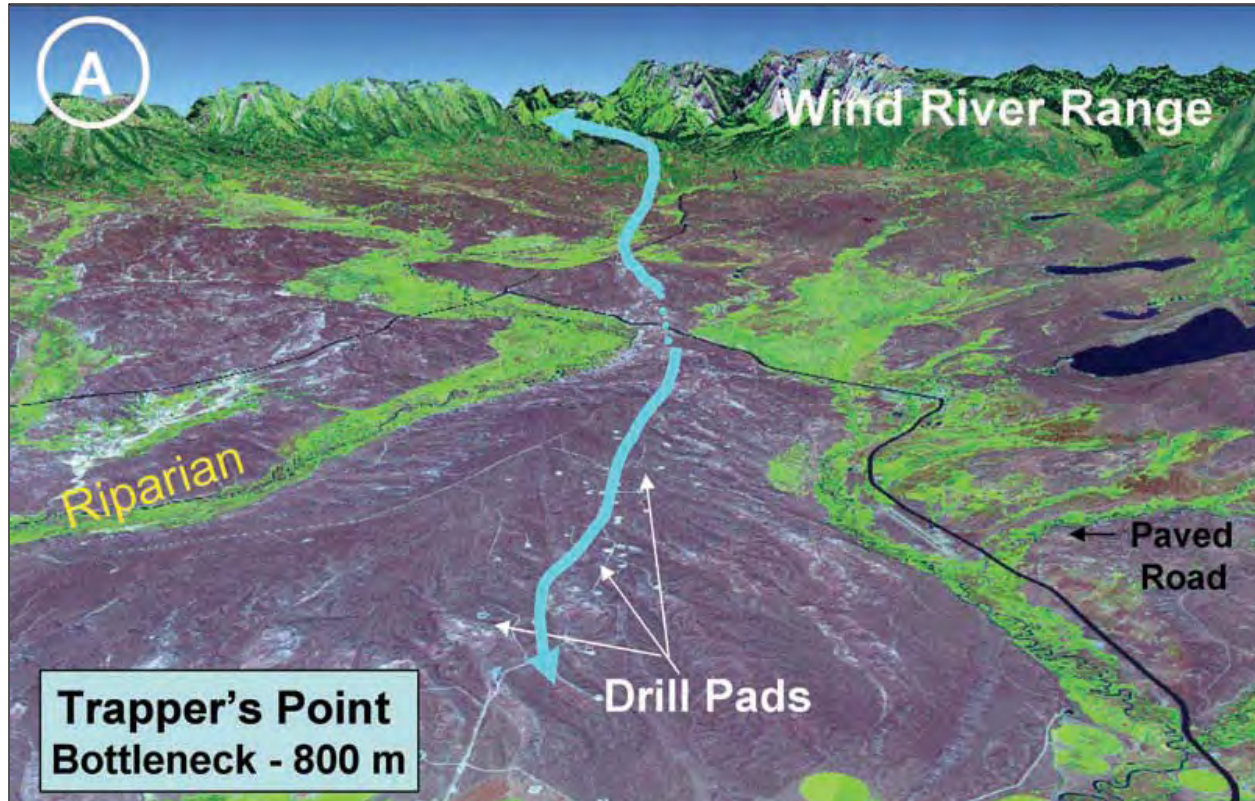 A
Wind River Range
Riparian
Paved
Road
Drill Pads
Trapper's Point
Bottleneck - 800 m